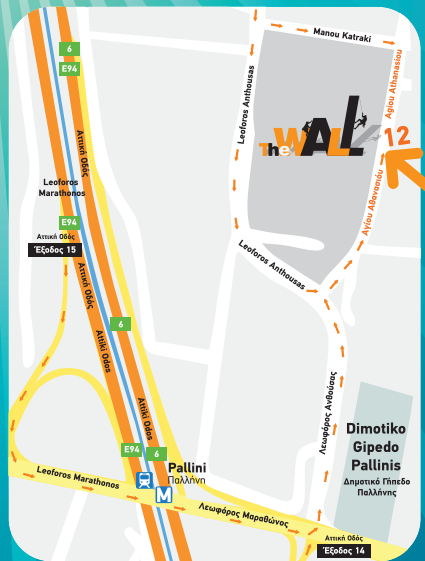 6
E94
Αττική Οδός
Leoforos
Marathonos
E94
Αττική Οδός
Έξοδος 15
Αττική Οδός
Attiki Odos
6
Attiki Odos
E94
6
Pallini
Παλλήνη
M
Leoforos Marathonos
Λεωφόρος Μαραθώνος
Αττική Οδός
Έξοδος 14
Manou Katraki
Leoforos Anthousas
Agiou Athanasiou
The WALL
12
Αγίου Αθανασίου
Leoforos Anthousas
Λεωφόρος Ανθούσας
Dimotiko
Gipedo
Pallinis
Δημοτικό Γήπεδο
Παλλήνης